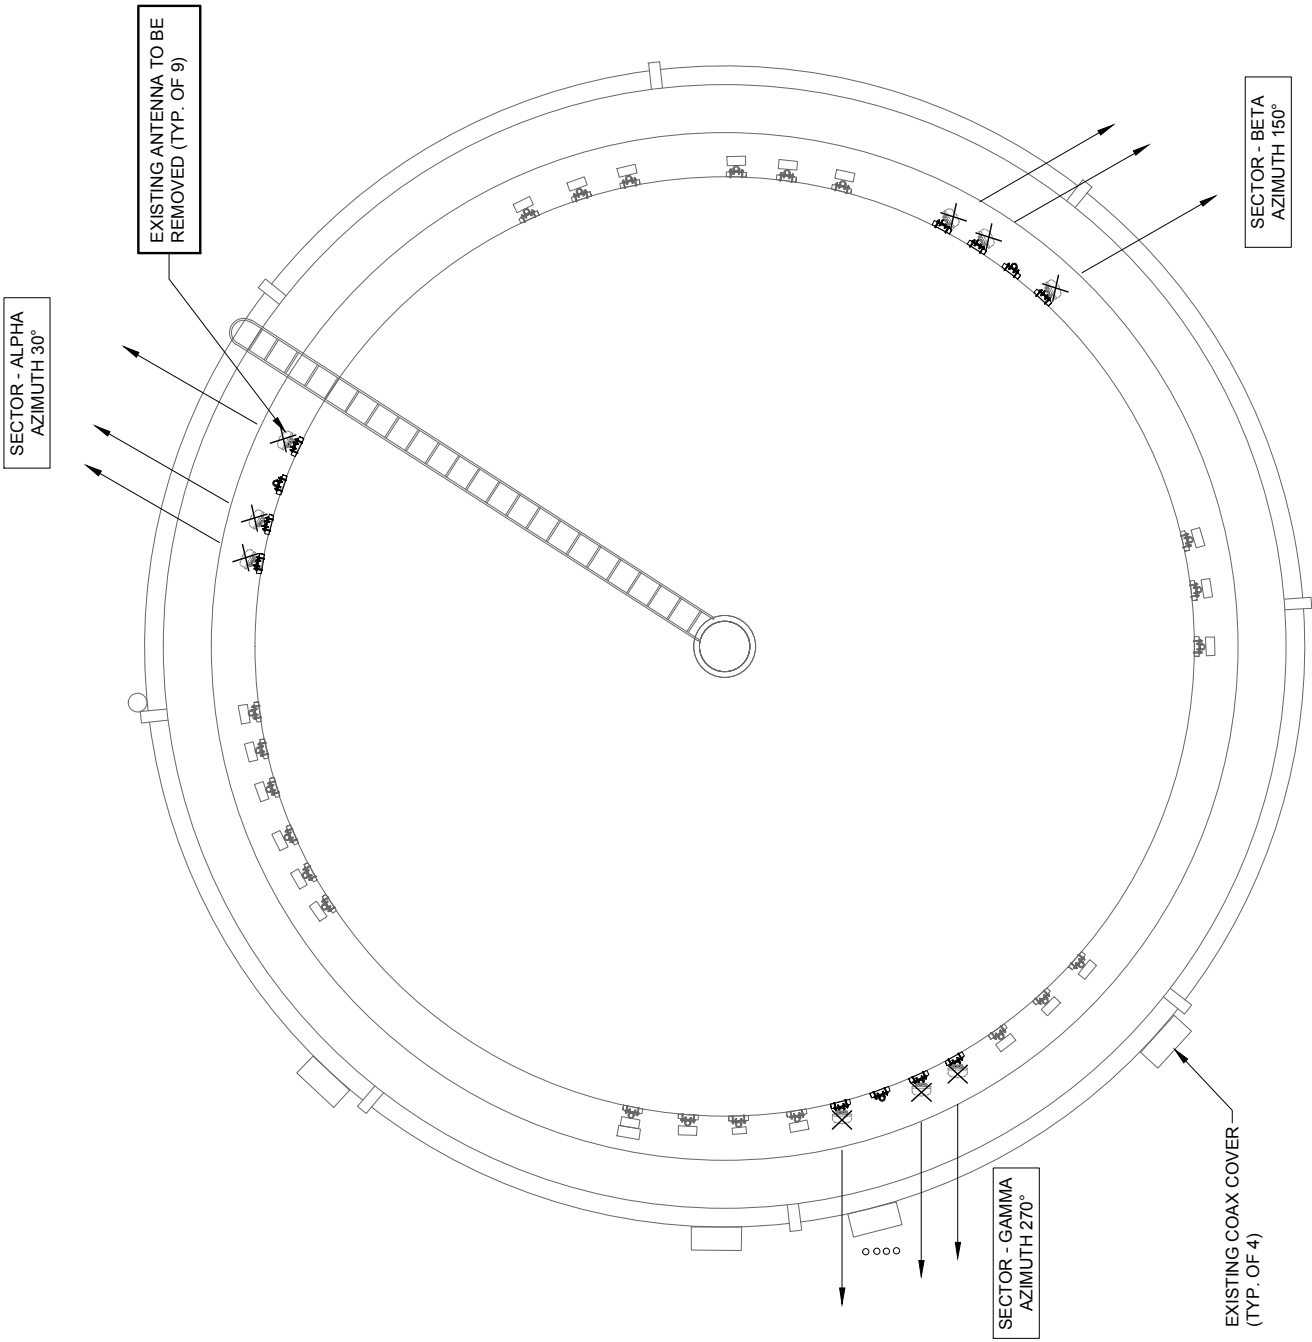 SECTOR - ALPHA
AZIMUTH 30°
EXISTING ANTENNA TO BE
REMOVED (TYP. OF 9)
SECTOR - BETA
AZIMUTH 150°
SECTOR - GAMMA
AZIMUTH 270°
EXISTING COAX COVER
(TYP. OF 4)